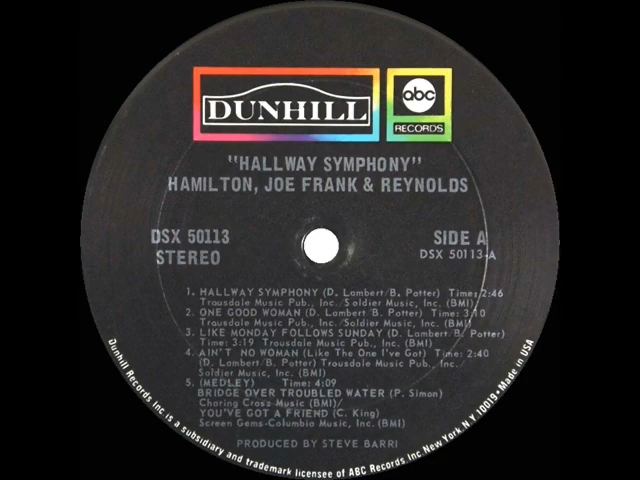 DUNHILL
abc
RECORDS
"HALLWAY SYMPHONY"
HAMILTON, JOE FRANK & REYNOLDS
DSX 50113
STEREO
SIDE A
DSX 50113-A
1. HALLWAY SYMPHONY (D. Lambert/B. Potter) Time: 2:46
Trousdale Music Pub., Inc./Soldier Music, Inc. (BMI)
2. ONE GOOD WOMAN (D. Lambert/B. Potter) Time: 3:10
Trousdale Music Pub., Inc./Soldier Music, Inc. (BMI)
3. LIKE MONDAY FOLLOWS SUNDAY (D. Lambert/B. Potter)
Time: 3:19 Trousdale Music Pub., Inc. (BMI)
4. AIN'T NO WOMAN (Like The One I've Got) Time: 2:40
(D. Lambert/B. Potter) Trousdale Music Pub., Inc./
Soldier Music, Inc. (BMI)
5. (MEDLEY) Time: 4:09
BRIDGE OVER TROUBLED WATER (P. Simon)
Charing Cross Music (BMI)/
YOU'VE GOT A FRIEND (C. King)
Screen Gems-Columbia Music, Inc. (BMI)
PRODUCED BY STEVE BARRI
Dunhill Records Inc is a subsidiary and trademark licensee of ABC Records Inc. New York, N.Y. 10019 • Made in USA